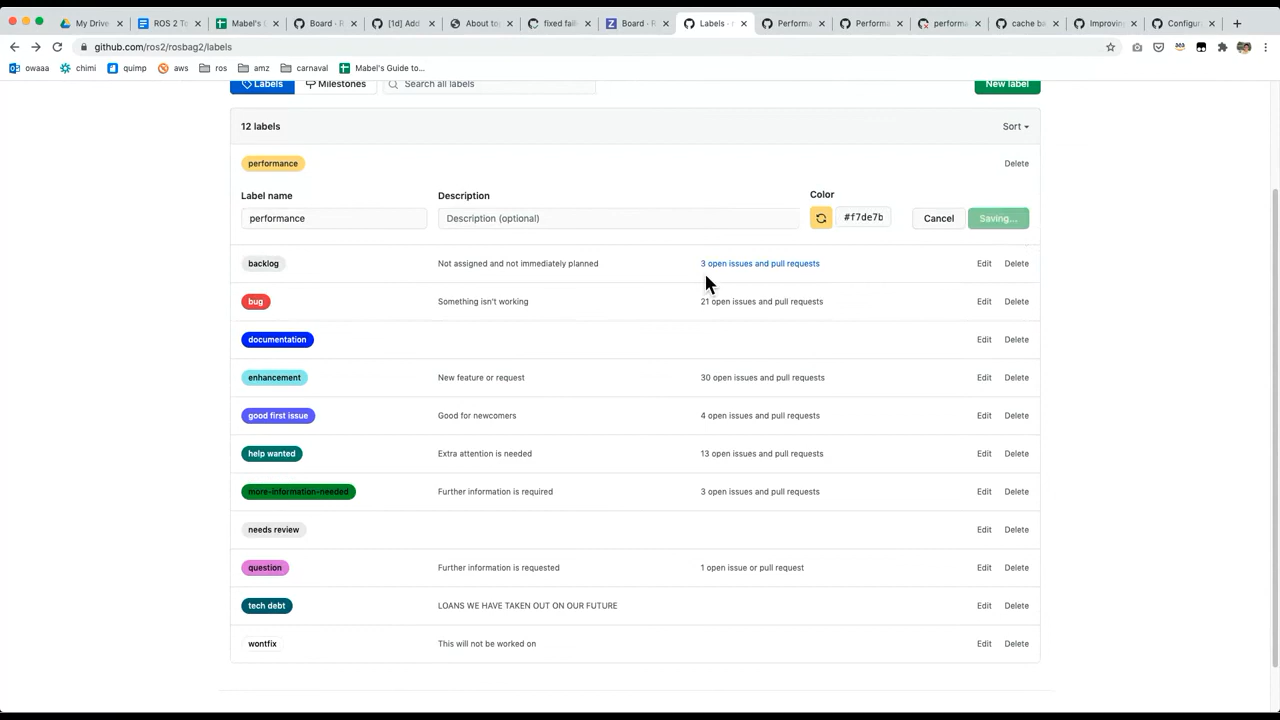 My Drive
ROS 2 To
Mabel's G
Board - R
[1d] Add
About to
fixed faile
Board - R
Labels - r
Performa
Performa
performa
cache ba
Improvin
Configur
github.com/ros2/rosbag2/labels
owaaa
chimi
quimp
aws
ros
amz
carnaval
Mabel's Guide to...
Labels
Milestones
Search all labels
New label
12 labels
Sort
performance
Delete
Label name
Description
Color
performance
Description (optional)
#f7de7b
Cancel
Saving...
backlog Not assigned and not immediately planned 3 open issues and pull requests Edit Delete
bug Something isn't working 21 open issues and pull requests Edit Delete
documentation Edit Delete
enhancement New feature or request 30 open issues and pull requests Edit Delete
good first issue Good for newcomers 4 open issues and pull requests Edit Delete
help wanted Extra attention is needed 13 open issues and pull requests Edit Delete
more-information-needed Further information is required 3 open issues and pull requests Edit Delete
needs review Edit Delete
question Further information is requested 1 open issue or pull request Edit Delete
tech debt LOANS WE HAVE TAKEN OUT ON OUR FUTURE Edit Delete
wontfix This will not be worked on Edit Delete